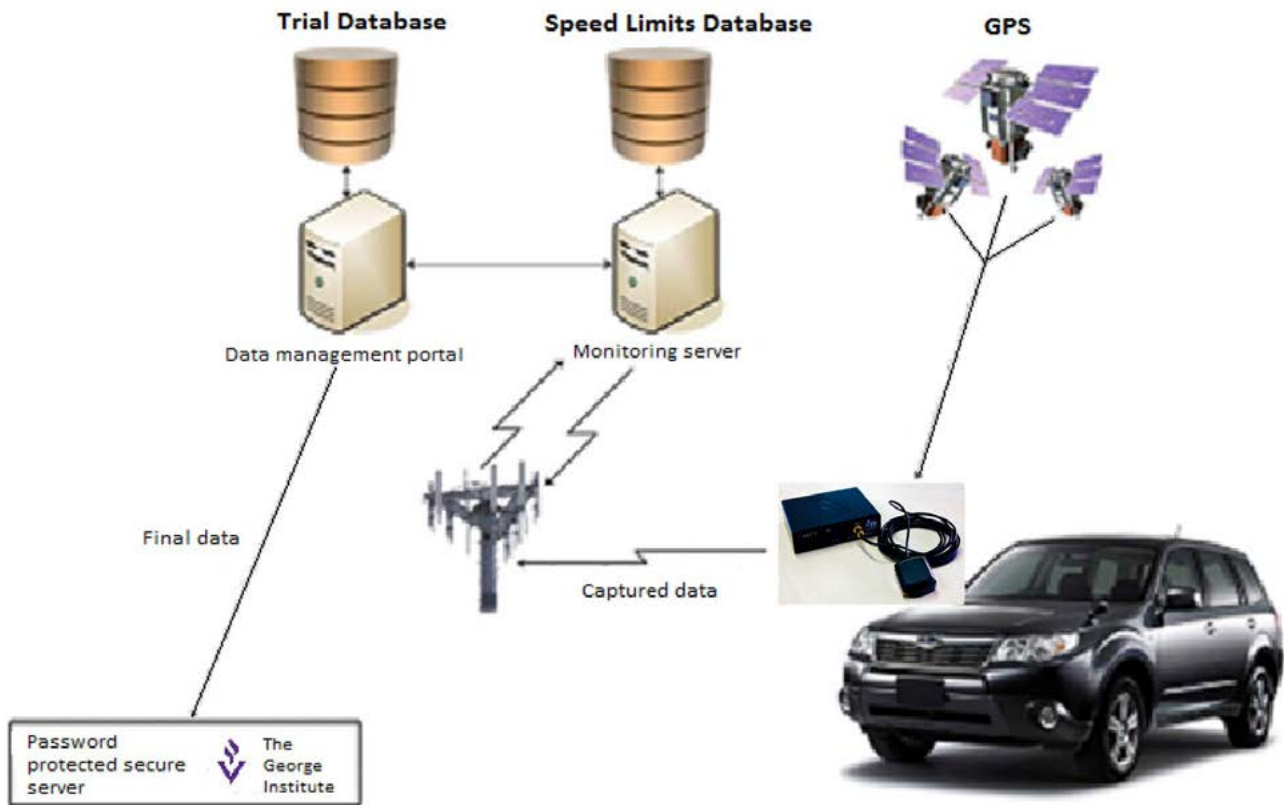 Trial Database
Speed Limits Database
GPS
Data management portal
Monitoring server
Final data
Captured data
Password
protected secure
server
The
George
Institute